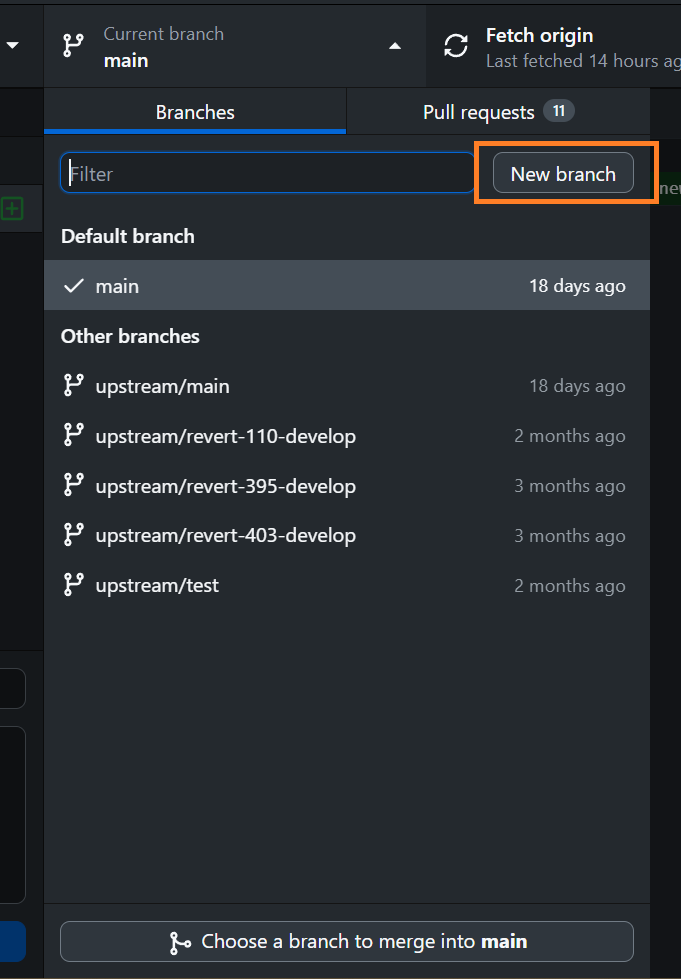 Current branch
main
Fetch origin
Last fetched 14 hours ag
Branches
Pull requests 11
Filter
New branch
new
Default branch
main 18 days ago
Other branches
upstream/main 18 days ago
upstream/revert-110-develop 2 months ago
upstream/revert-395-develop 3 months ago
upstream/revert-403-develop 3 months ago
upstream/test 2 months ago
Choose a branch to merge into main